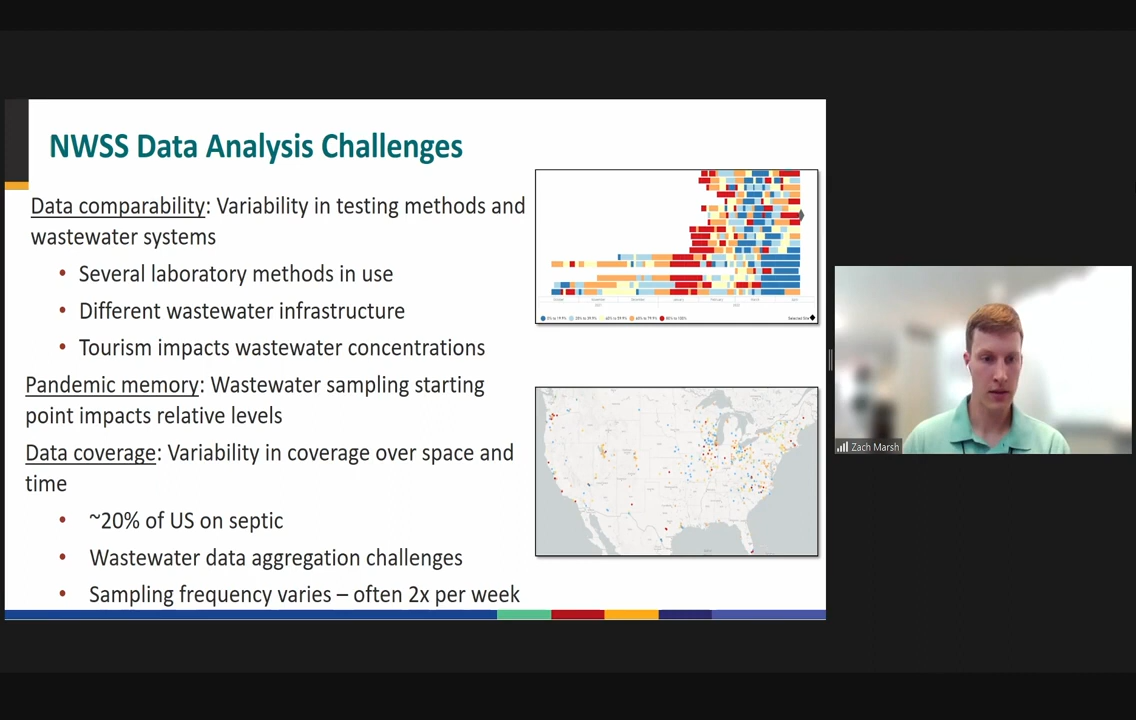 NWSS Data Analysis Challenges
Data comparability: Variability in testing methods and
wastewater systems
• Several laboratory methods in use
• Different wastewater infrastructure
• Tourism impacts wastewater concentrations
Pandemic memory: Wastewater sampling starting
point impacts relative levels
Data coverage: Variability in coverage over space and
time
• ~20% of US on septic
• Wastewater data aggregation challenges
• Sampling frequency varies – often 2x per week
Zach Marsh